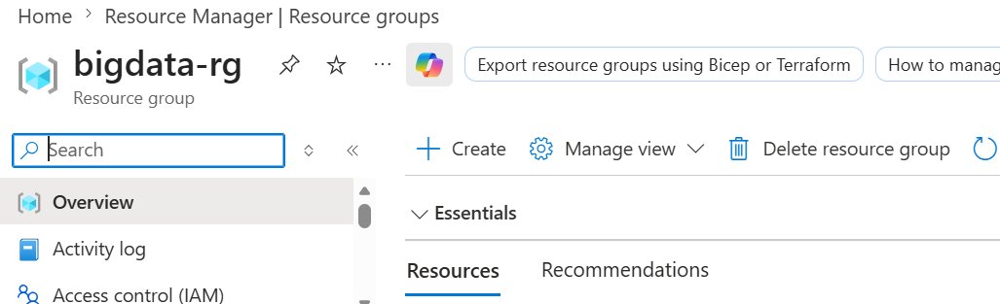 Home > Resource Manager | Resource groups
bigdata-rg
Resource group
Export resource groups using Bicep or Terraform
How to manag
Search
Create
Manage view
Delete resource group
Overview
Essentials
Activity log
Resources
Recommendations
Access control (IAM)